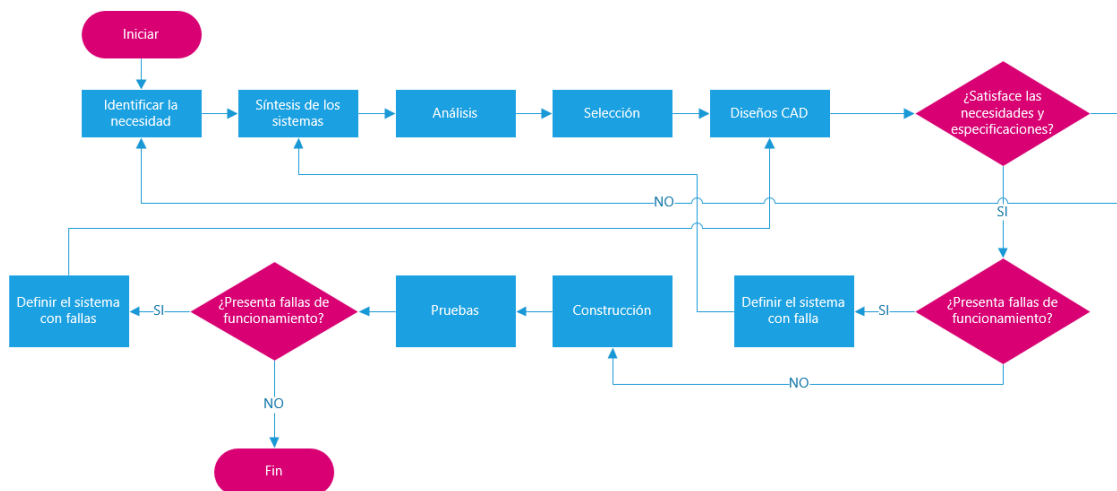 Iniciar
Identificar la
necesidad
Síntesis de los
sistemas
Análisis
Selección
Diseños CAD
¿Satisface las
necesidades y
especificaciones?
NO
SI
Definir el sistema
con fallas
SI
¿Presenta fallas de
funcionamiento?
Pruebas
Construcción
Definir el sistema
con falla
SI
¿Presenta fallas de
funcionamiento?
NO
NO
Fin